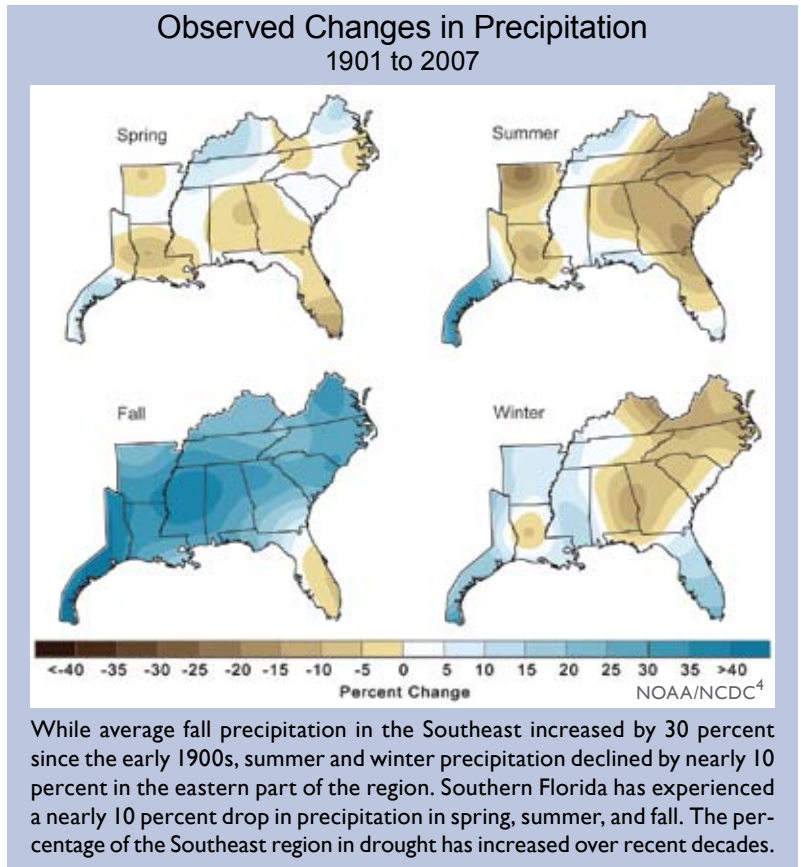 Observed Changes in Precipitation
1901 to 2007
Spring
Summer
Fall
Winter
<-40 -35 -30 -25 -20 -15 -10 -5 0 5 10 15 20 25 30 35 >40
Percent Change
NOAA/NCDC4
While average fall precipitation in the Southeast increased by 30 percent
since the early 1900s, summer and winter precipitation declined by nearly 10
percent in the eastern part of the region. Southern Florida has experienced
a nearly 10 percent drop in precipitation in spring, summer, and fall. The per-
centage of the Southeast region in drought has increased over recent decades.